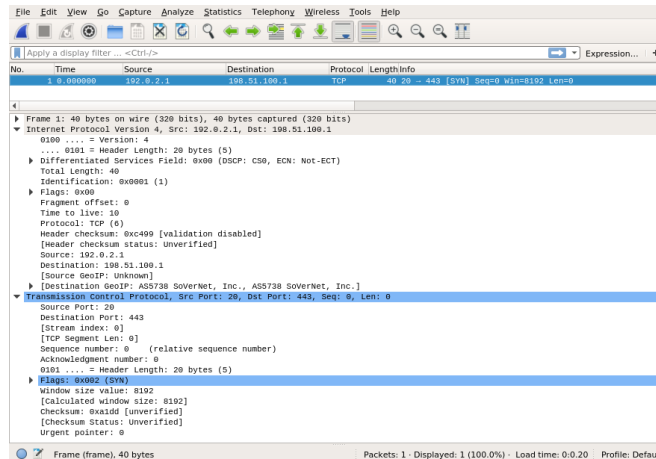 File Edit View Go Capture Analyze Statistics Telephony Wireless Tools Help
Apply a display filter ... <Ctrl-/> Expression... +
No. Time Source Destination Protocol Length Info
1 0.000000 192.0.2.1 198.51.100.1 TCP 40 20 → 443 [SYN] Seq=0 Win=8192 Len=0
Frame 1: 40 bytes on wire (320 bits), 40 bytes captured (320 bits)
Internet Protocol Version 4, Src: 192.0.2.1, Dst: 198.51.100.1
0100 .... = Version: 4
.... 0101 = Header Length: 20 bytes (5)
Differentiated Services Field: 0x00 (DSCP: CS0, ECN: Not-ECT)
Total Length: 40
Identification: 0x0001 (1)
Flags: 0x00
Fragment offset: 0
Time to live: 10
Protocol: TCP (6)
Header checksum: 0xc499 [validation disabled]
[Header checksum status: Unverified]
Source: 192.0.2.1
Destination: 198.51.100.1
[Source GeoIP: Unknown]
[Destination GeoIP: AS5738 SoVerNet, Inc., AS5738 SoVerNet, Inc.]
Transmission Control Protocol, Src Port: 20, Dst Port: 443, Seq: 0, Len: 0
Source Port: 20
Destination Port: 443
[Stream index: 0]
[TCP Segment Len: 0]
Sequence number: 0 (relative sequence number)
Acknowledgment number: 0
0101 .... = Header Length: 20 bytes (5)
Flags: 0x002 (SYN)
Window size value: 8192
[Calculated window size: 8192]
Checksum: 0xa1dd [unverified]
[Checksum Status: Unverified]
Urgent pointer: 0
Frame (frame), 40 bytes Packets: 1 · Displayed: 1 (100.0%) · Load time: 0:0.20 Profile: Defau